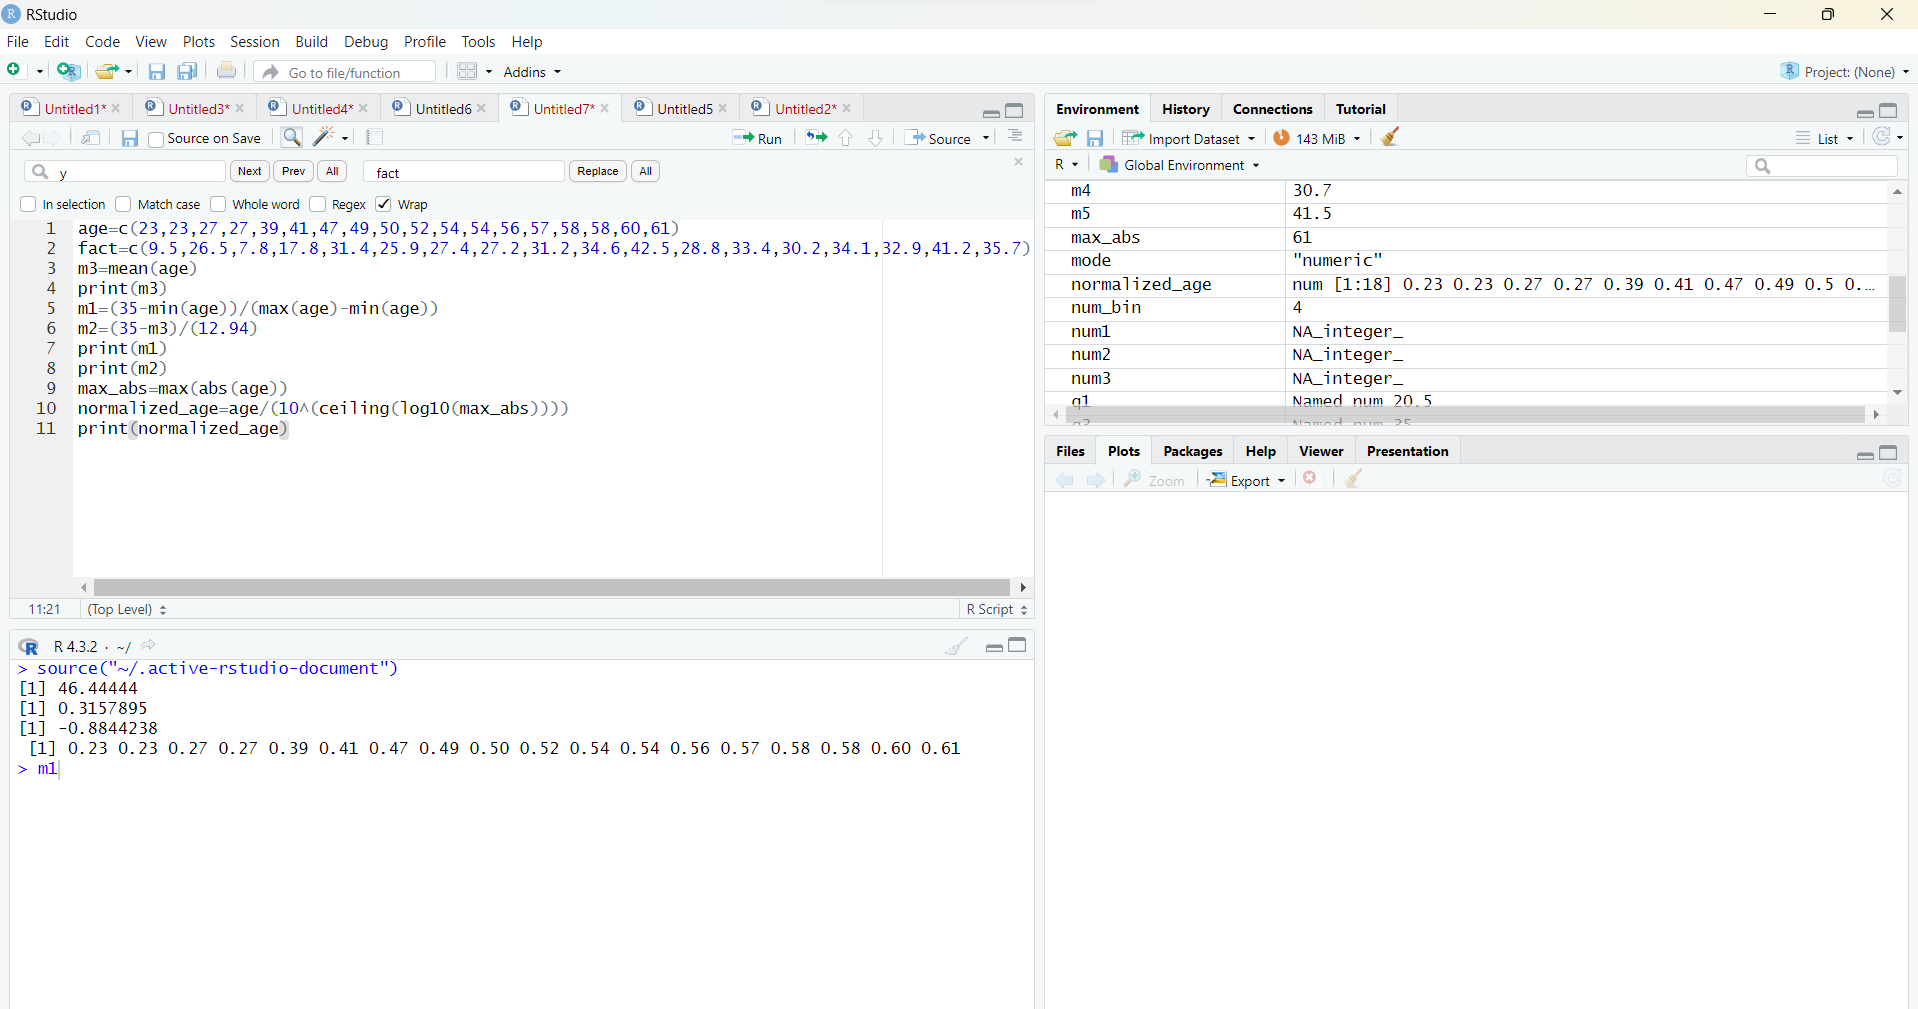 RStudio
File Edit Code View Plots Session Build Debug Profile Tools Help
Go to file/function Addins Project: (None)
Untitled1* Untitled3* Untitled4* Untitled6 Untitled7* Untitled5 Untitled2*
Source on Save Run Source
y Next Prev All fact Replace All
In selection Match case Whole word Regex Wrap
1 age=c(23,23,27,27,39,41,47,49,50,52,54,54,56,57,58,58,60,61)
2 fact=c(9.5,26.5,7.8,17.8,31.4,25.9,27.4,27.2,31.2,34.6,42.5,28.8,33.4,30.2,34.1,32.9,41.2,35.7)
3 m3=mean(age)
4 print(m3)
5 m1=(35-min(age))/(max(age)-min(age))
6 m2=(35-m3)/(12.94)
7 print(m1)
8 print(m2)
9 max_abs=max(abs(age))
10 normalized_age=age/(10^(ceiling(log10(max_abs))))
11 print(normalized_age)
11:21 (Top Level) R Script
R 4.3.2 · ~/
> source("~/.active-rstudio-document")
[1] 46.44444
[1] 0.3157895
[1] -0.8844238
[1] 0.23 0.23 0.27 0.27 0.39 0.41 0.47 0.49 0.50 0.52 0.54 0.54 0.56 0.57 0.58 0.58 0.60 0.61
> m1
Environment History Connections Tutorial
Import Dataset 143 MiB List
R Global Environment
m4 30.7
m5 41.5
max_abs 61
mode "numeric"
normalized_age num [1:18] 0.23 0.23 0.27 0.27 0.39 0.41 0.47 0.49 0.5 0.…
num_bin 4
num1 NA_integer_
num2 NA_integer_
num3 NA_integer_
q1 Named num 20.5
q3 Named num 35
Files Plots Packages Help Viewer Presentation
Zoom Export